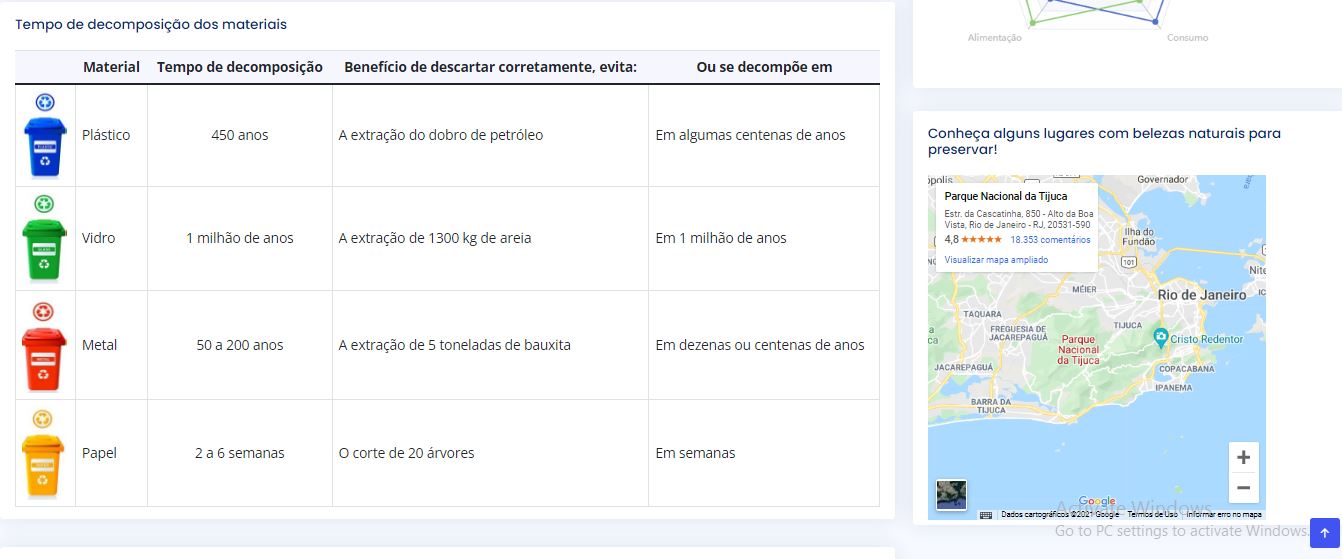 Tempo de decomposição dos materiais
Material Tempo de decomposição Benefício de descartar corretamente, evita: Ou se decompõe em
Plástico 450 anos A extração do dobro de petróleo Em algumas centenas de anos
Vidro 1 milhão de anos A extração de 1300 kg de areia Em 1 milhão de anos
METAL
Metal 50 a 200 anos A extração de 5 toneladas de bauxita Em dezenas ou centenas de anos
Papel 2 a 6 semanas O corte de 20 árvores Em semanas
Alimentação Consumo
Conheça alguns lugares com belezas naturais para
preservar!
Governador
Parque Nacional da Tijuca
Estr. da Cascatinha, 850 - Alto da Boa
Vista, Rio de Janeiro - RJ, 20531-590
4,8 18.353 comentários
Visualizar mapa ampliado
Ilha do
Fundão
101
MÉIER
Rio de Janeiro
TAQUARA
FREGUESIA DE
JACAREPAGUÁ
TIJUCA
Parque
Nacional
da Tijuca
Cristo Redentor
JACAREPAGUÁ
COPACABANA
IPANEMA
BARRA DA
TIJUCA
Google
Dados cartográficos ©2021 Google Termos de Uso Informar erro no mapa
Activate Windows
Go to PC settings to activate Windows.